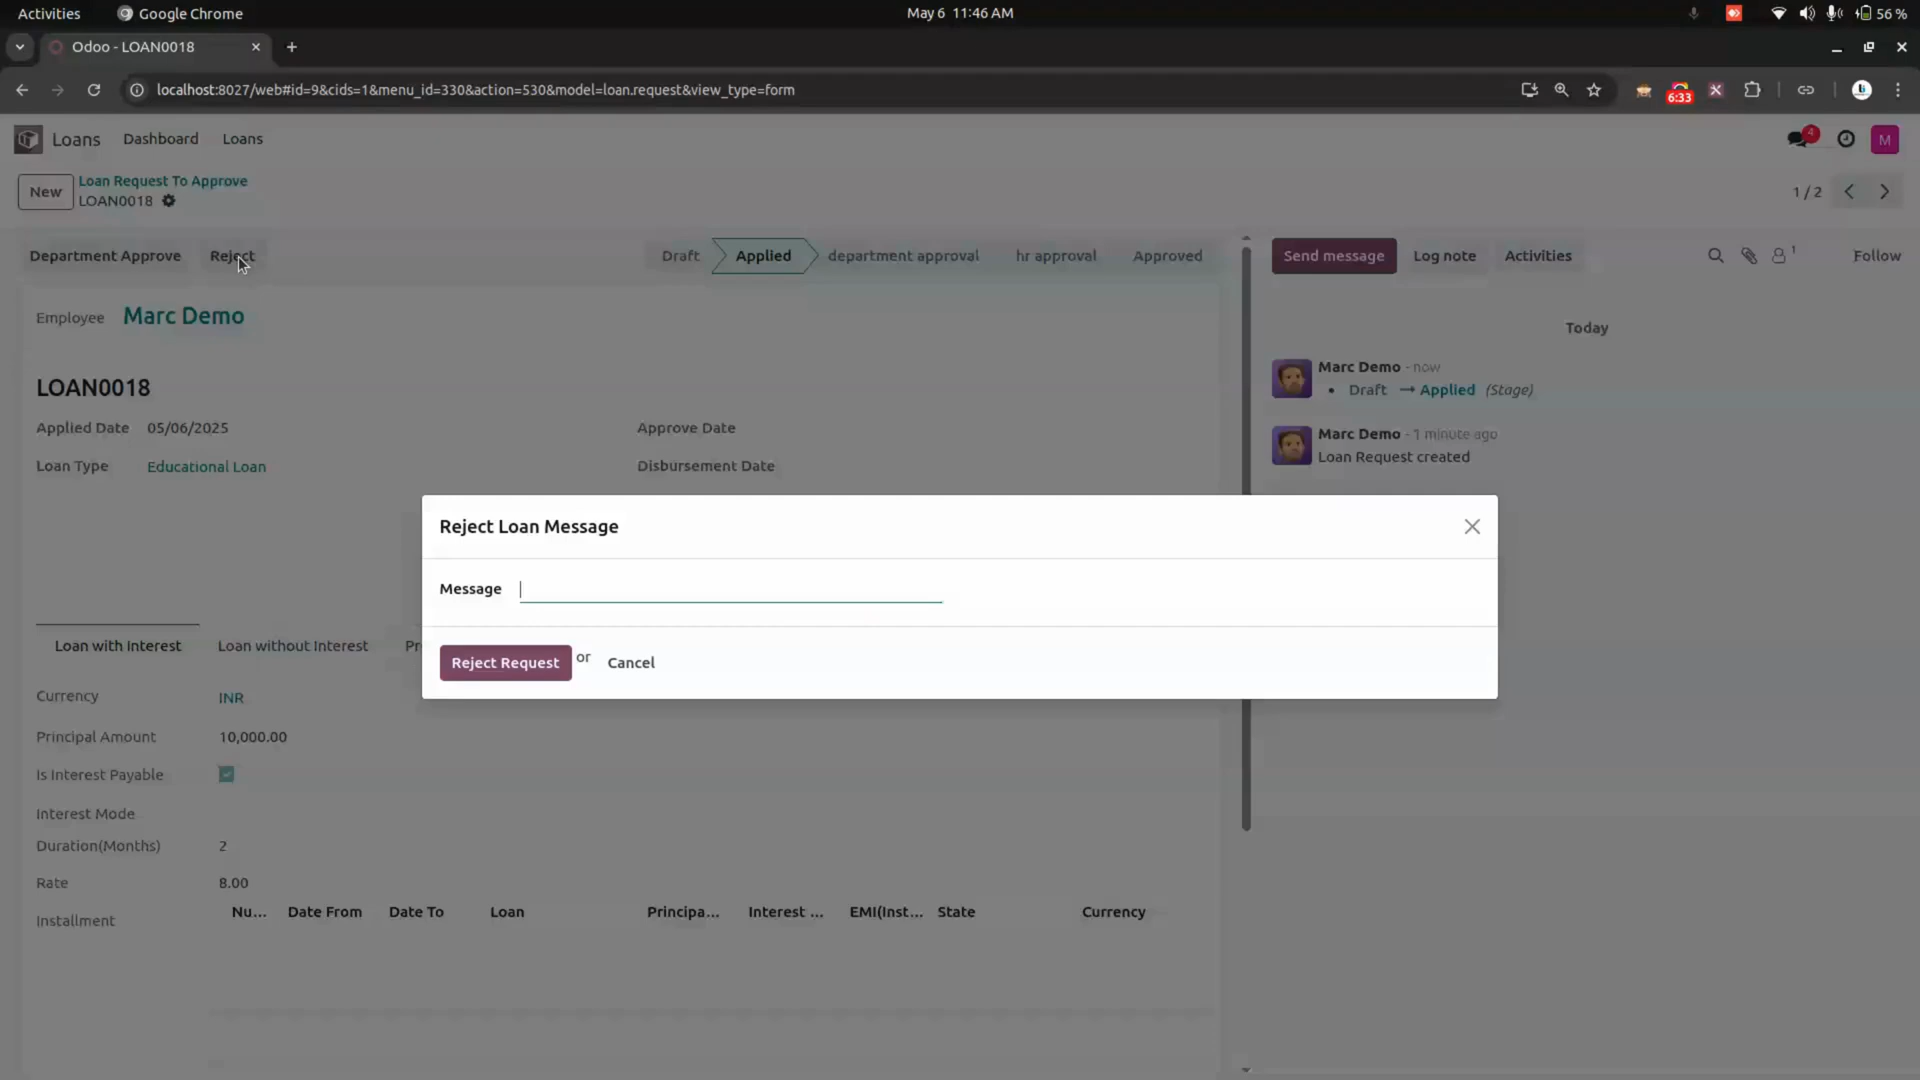 Activities
Google Chrome
May 6 11:46 AM
56 %
Odoo - LOAN0018
localhost:8027/web#id=9&cids=1&menu_id=330&action=530&model=loan.request&view_type=form
6:33
Loans
Dashboard
Loans
4
M
New
Loan Request To Approve
LOAN0018
1 / 2
Department Approve
Reject
Draft
Applied
department approval
hr approval
Approved
Send message
Log note
Activities
1
Follow
Employee
Marc Demo
Today
Marc Demo - now
Draft → Applied (Stage)
Marc Demo - 1 minute ago
Loan Request created
LOAN0018
Applied Date
05/06/2025
Approve Date
Loan Type
Educational Loan
Disbursement Date
Reject Loan Message
Message
Reject Request
or
Cancel
Loan with Interest
Loan without Interest
Pr
Currency
INR
Principal Amount
10,000.00
Is Interest Payable
Interest Mode
Duration(Months)
2
Rate
8.00
Installment
Nu...
Date From
Date To
Loan
Principa...
Interest ...
EMI(Inst...
State
Currency